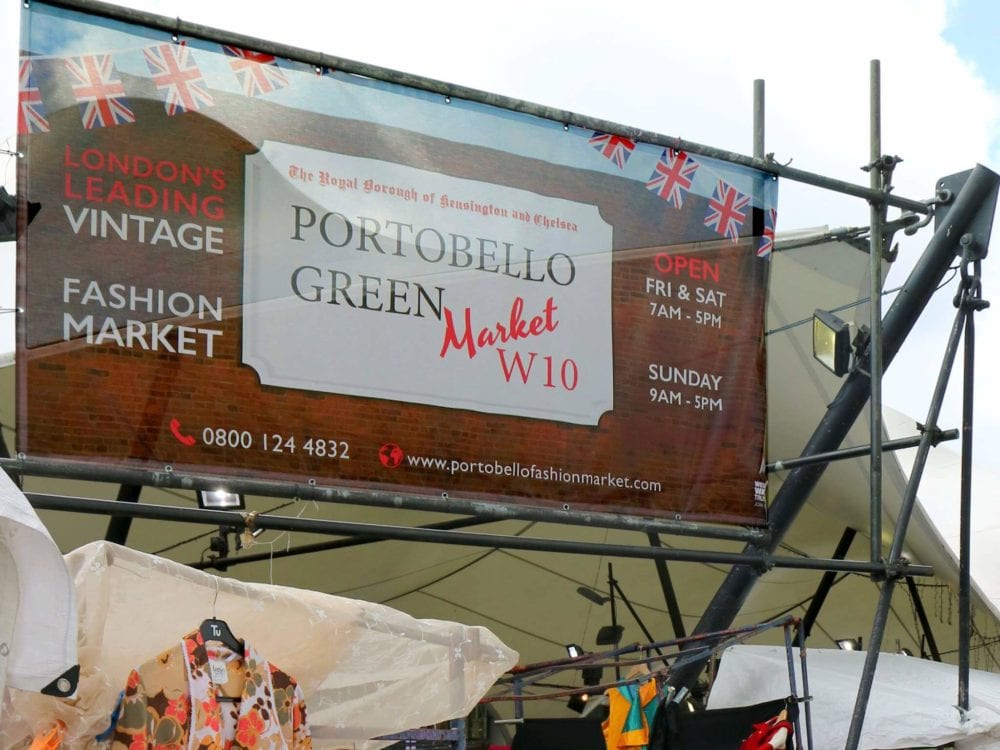 LONDON'S
LEADING
VINTAGE
FASHION
MARKET
The Royal Borough of Kensington and Chelsea
PORTOBELLO
GREEN
Market
W10
OPEN
FRI & SAT
7AM - 5PM
SUNDAY
9AM - 5PM
0800 124 4832
www.portobellofashionmarket.com
Tu